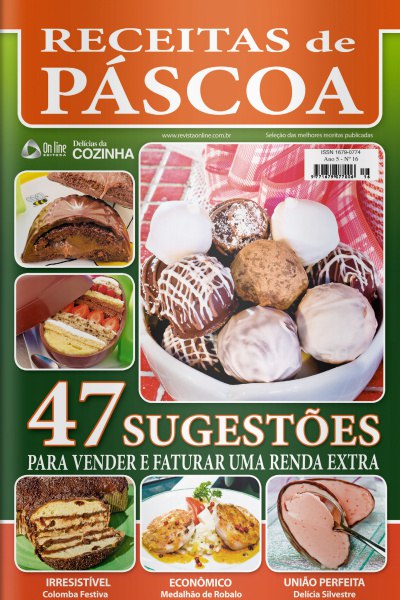 RECEITAS de
PÁSCOA
www.revistaonline.com.br
Seleção das melhores receitas publicadas
On line
EDITORA
Delícias da
COZINHA
ISSN 1679-0774
Ano 5 - Nº 16
47 SUGESTÕES
PARA VENDER E FATURAR UMA RENDA EXTRA
IRRESISTÍVEL
Colomba Festiva
ECONÔMICO
Medalhão de Robalo
UNIÃO PERFEITA
Delícia Silvestre